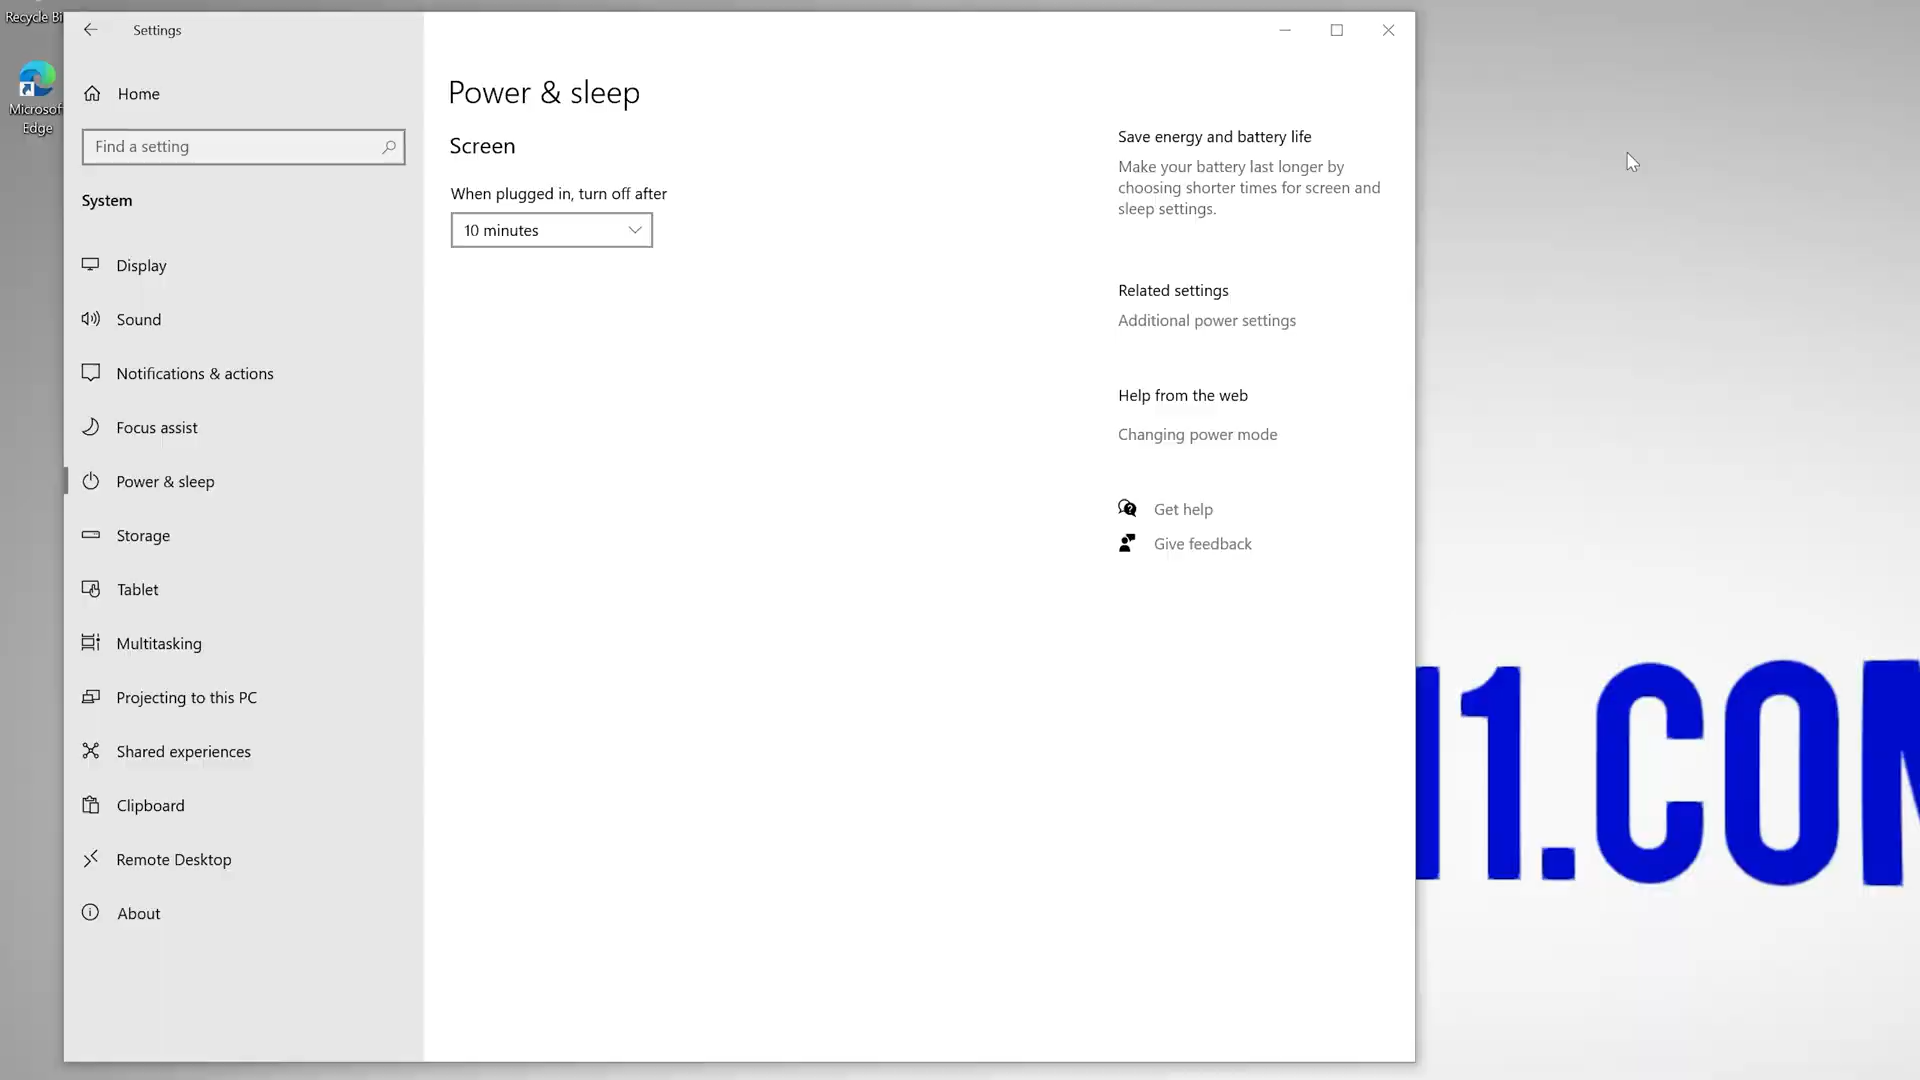 Recycle Bi
Microsof
Edge
Settings
Home
Find a setting
System
Display
Sound
Notifications & actions
Focus assist
Power & sleep
Storage
Tablet
Multitasking
Projecting to this PC
Shared experiences
Clipboard
Remote Desktop
About
Power & sleep
Screen
When plugged in, turn off after
10 minutes
Save energy and battery life
Make your battery last longer by
choosing shorter times for screen and
sleep settings.
Related settings
Additional power settings
Help from the web
Changing power mode
Get help
Give feedback
1.COM